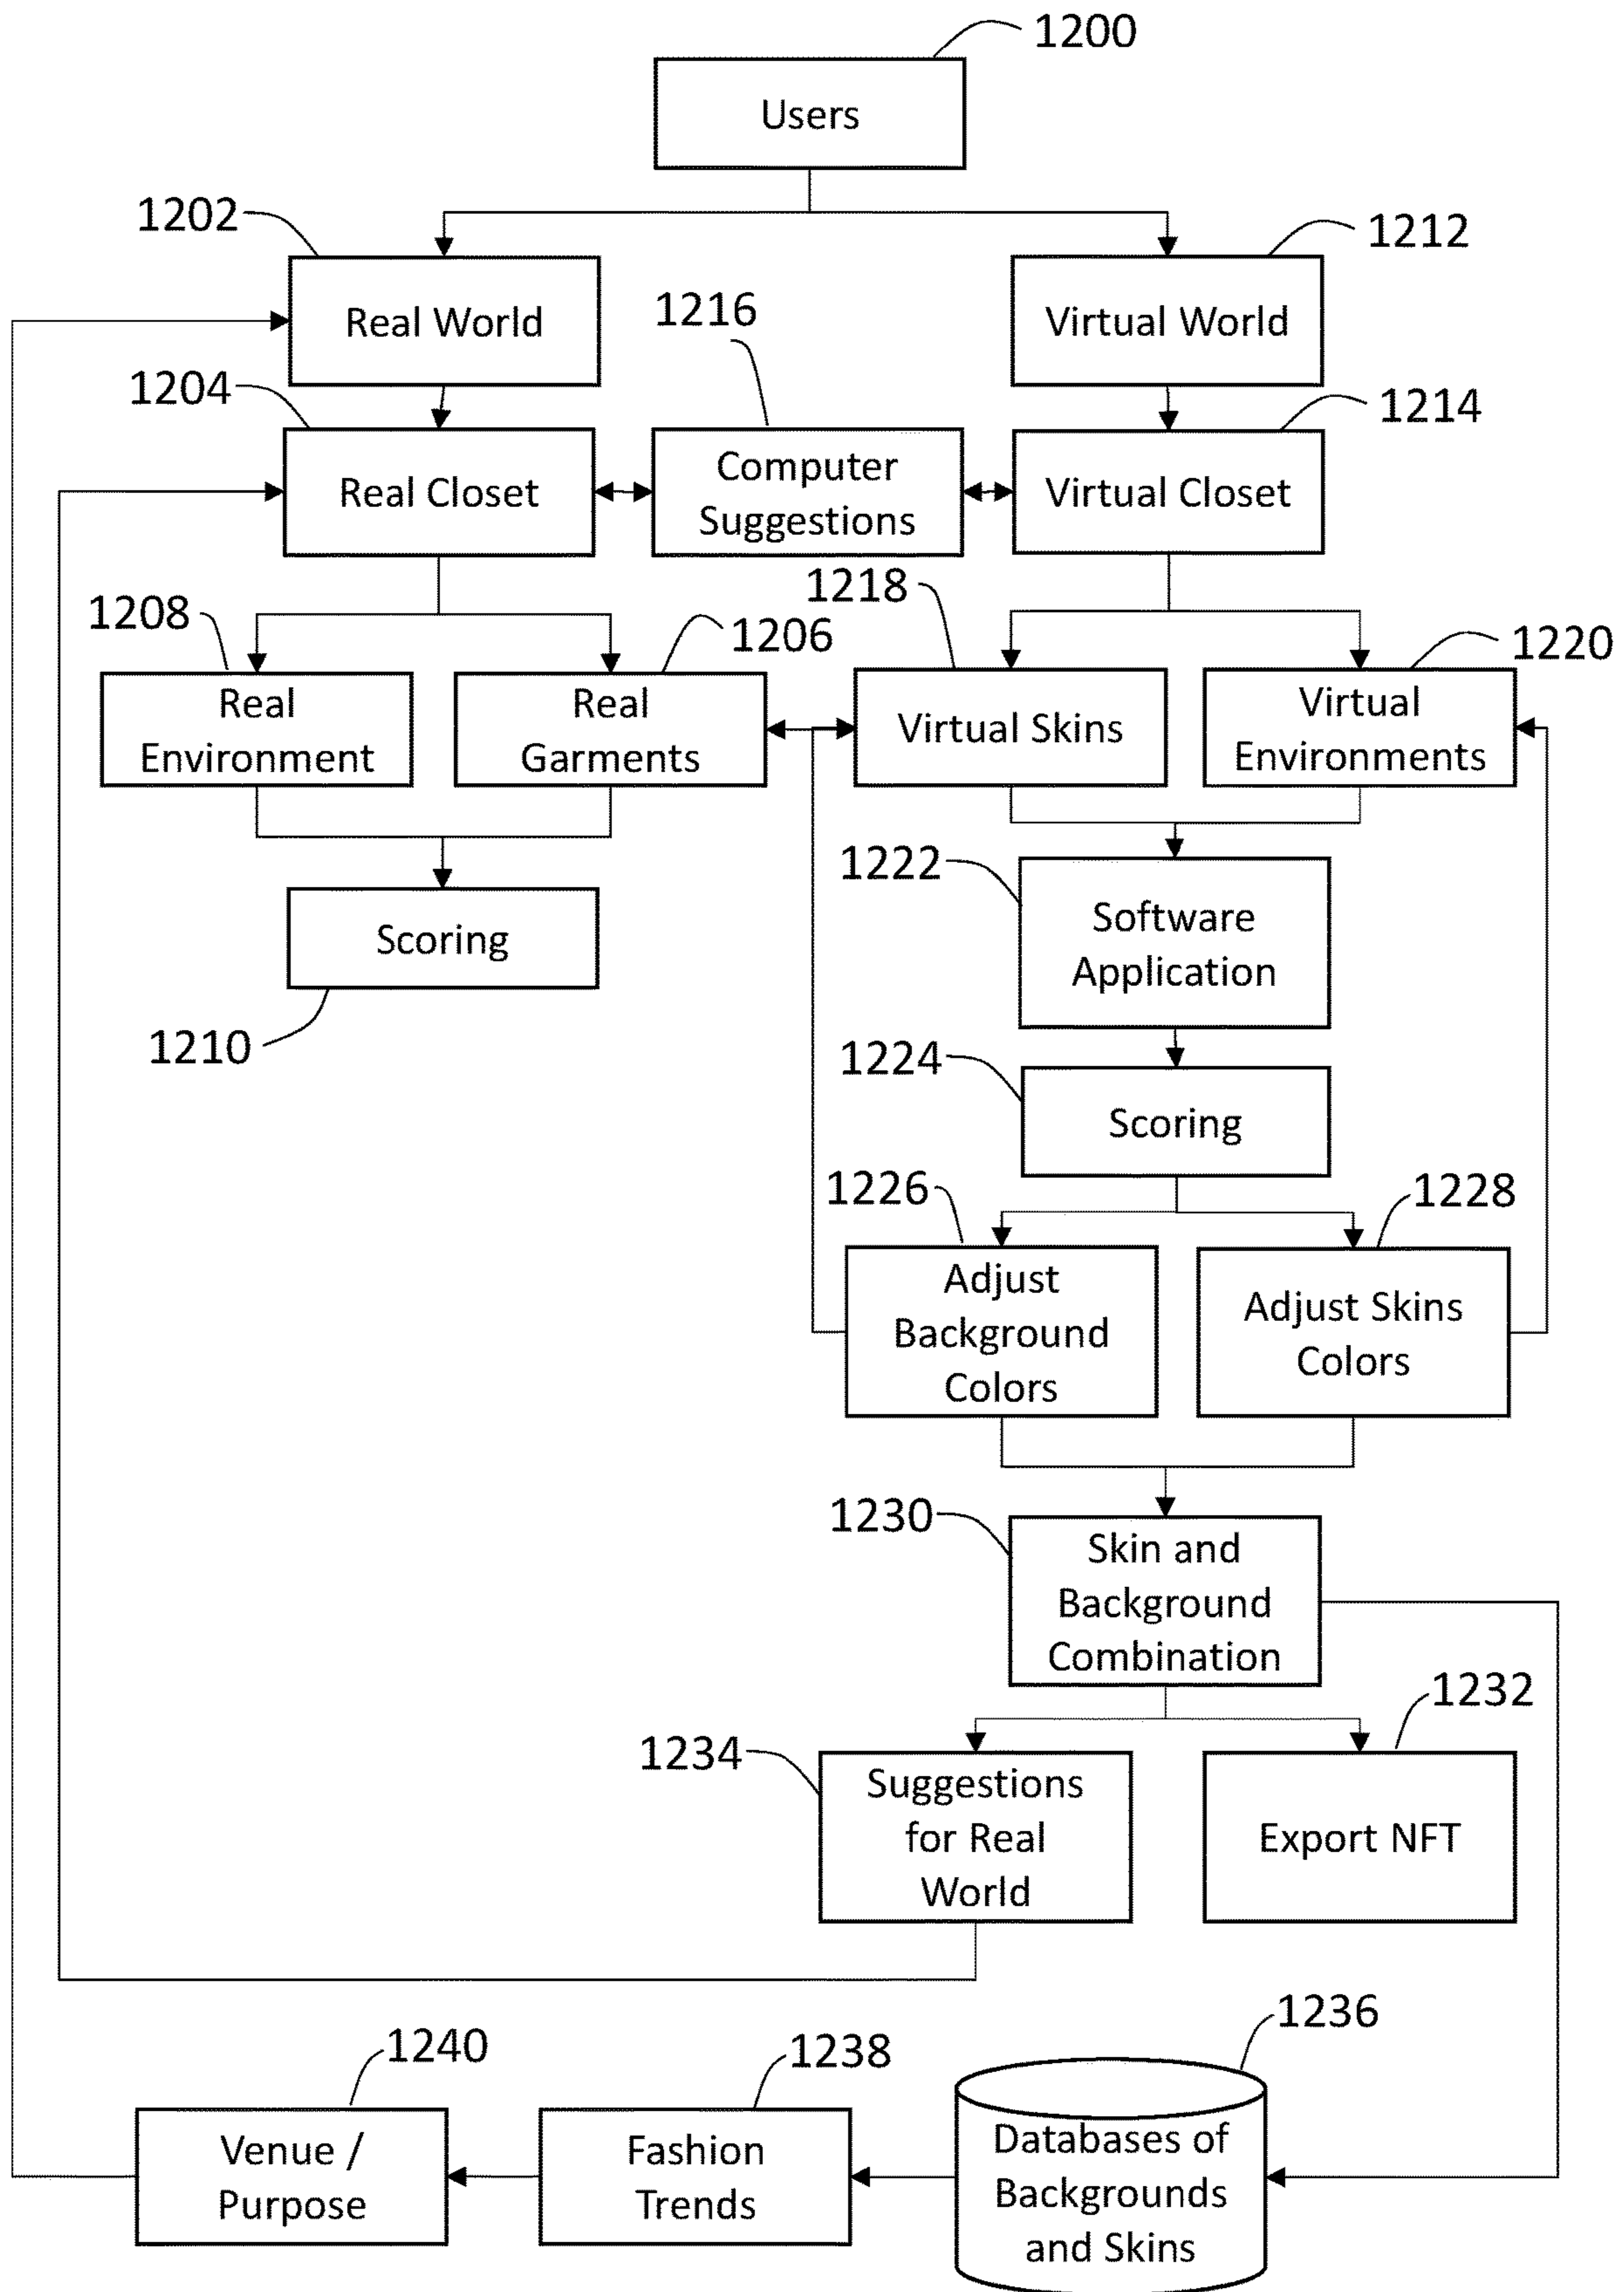 1200
Users
1202
1212
Real World
1216
Virtual World
1204
1214
Real Closet
Computer
Suggestions
Virtual Closet
1208
1206
1218
1220
Real
Environment
Real
Garments
Virtual Skins
Virtual
Environments
1222
Software
Application
Scoring
1210
1224
Scoring
1226
1228
Adjust
Background
Colors
Adjust Skins
Colors
1230
Skin and
Background
Combination
1232
1234
Suggestions
for Real
World
Export NFT
1236
1240
1238
Venue /
Purpose
Fashion
Trends
Databases of
Backgrounds
and Skins